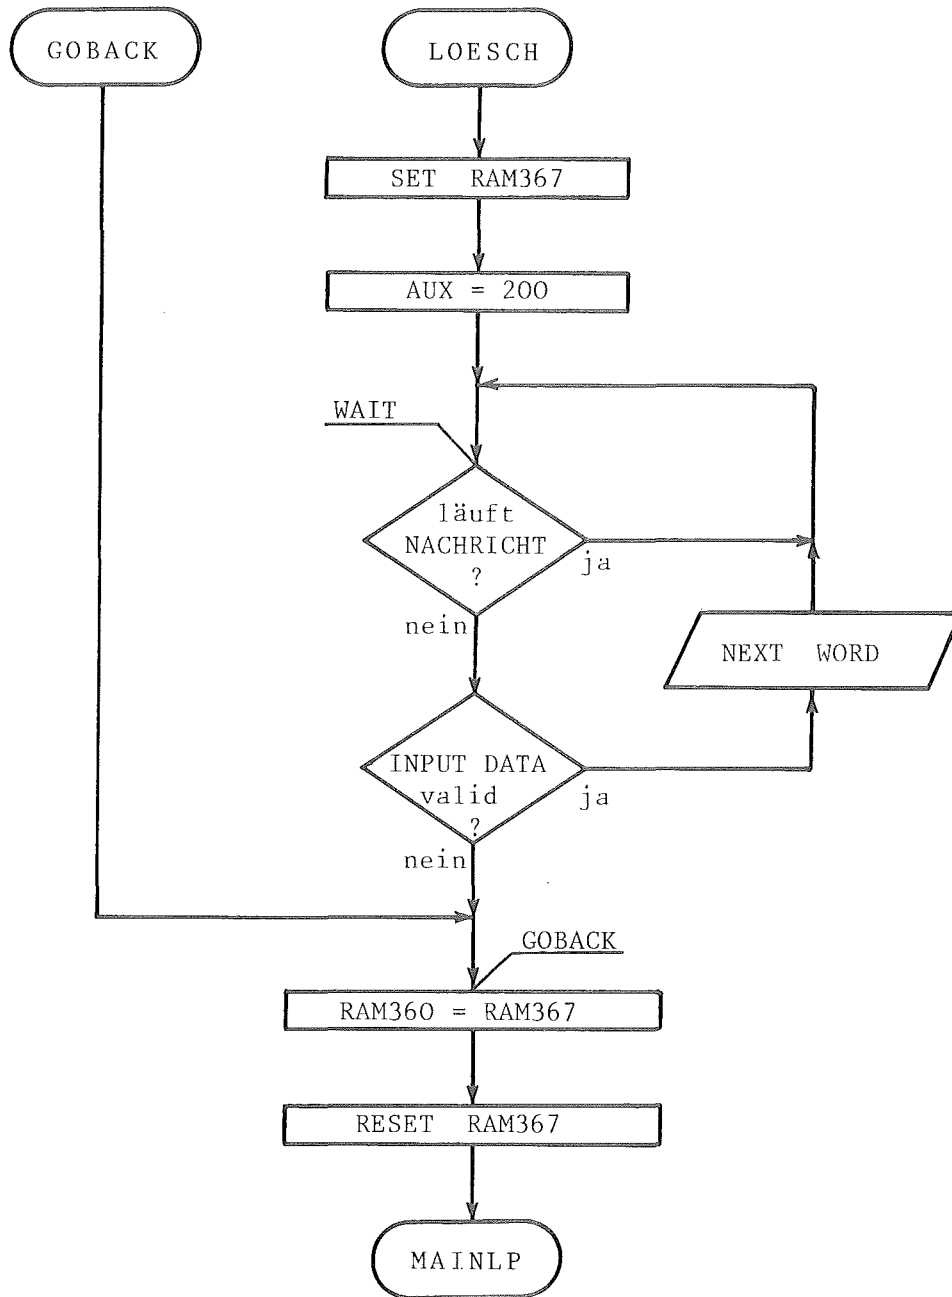 GOBACK
LOESCH
SET RAM367
AUX = 200
WAIT
läuft
NACHRICHT
?
ja
nein
NEXT WORD
INPUT DATA
valid
?
ja
nein
GOBACK
RAM360 = RAM367
RESET RAM367
MAINLP